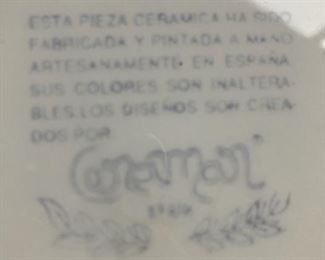 ESTA PIEZA CERAMICA HA SIDO
FABRICADA Y PINTADA A MANO
ARTESANAMENTE EN ESPAÑA
SUS COLORES SON INALTERA-
BLES. LOS DISEÑOS SON CREA-
DOS POR
SPAIN